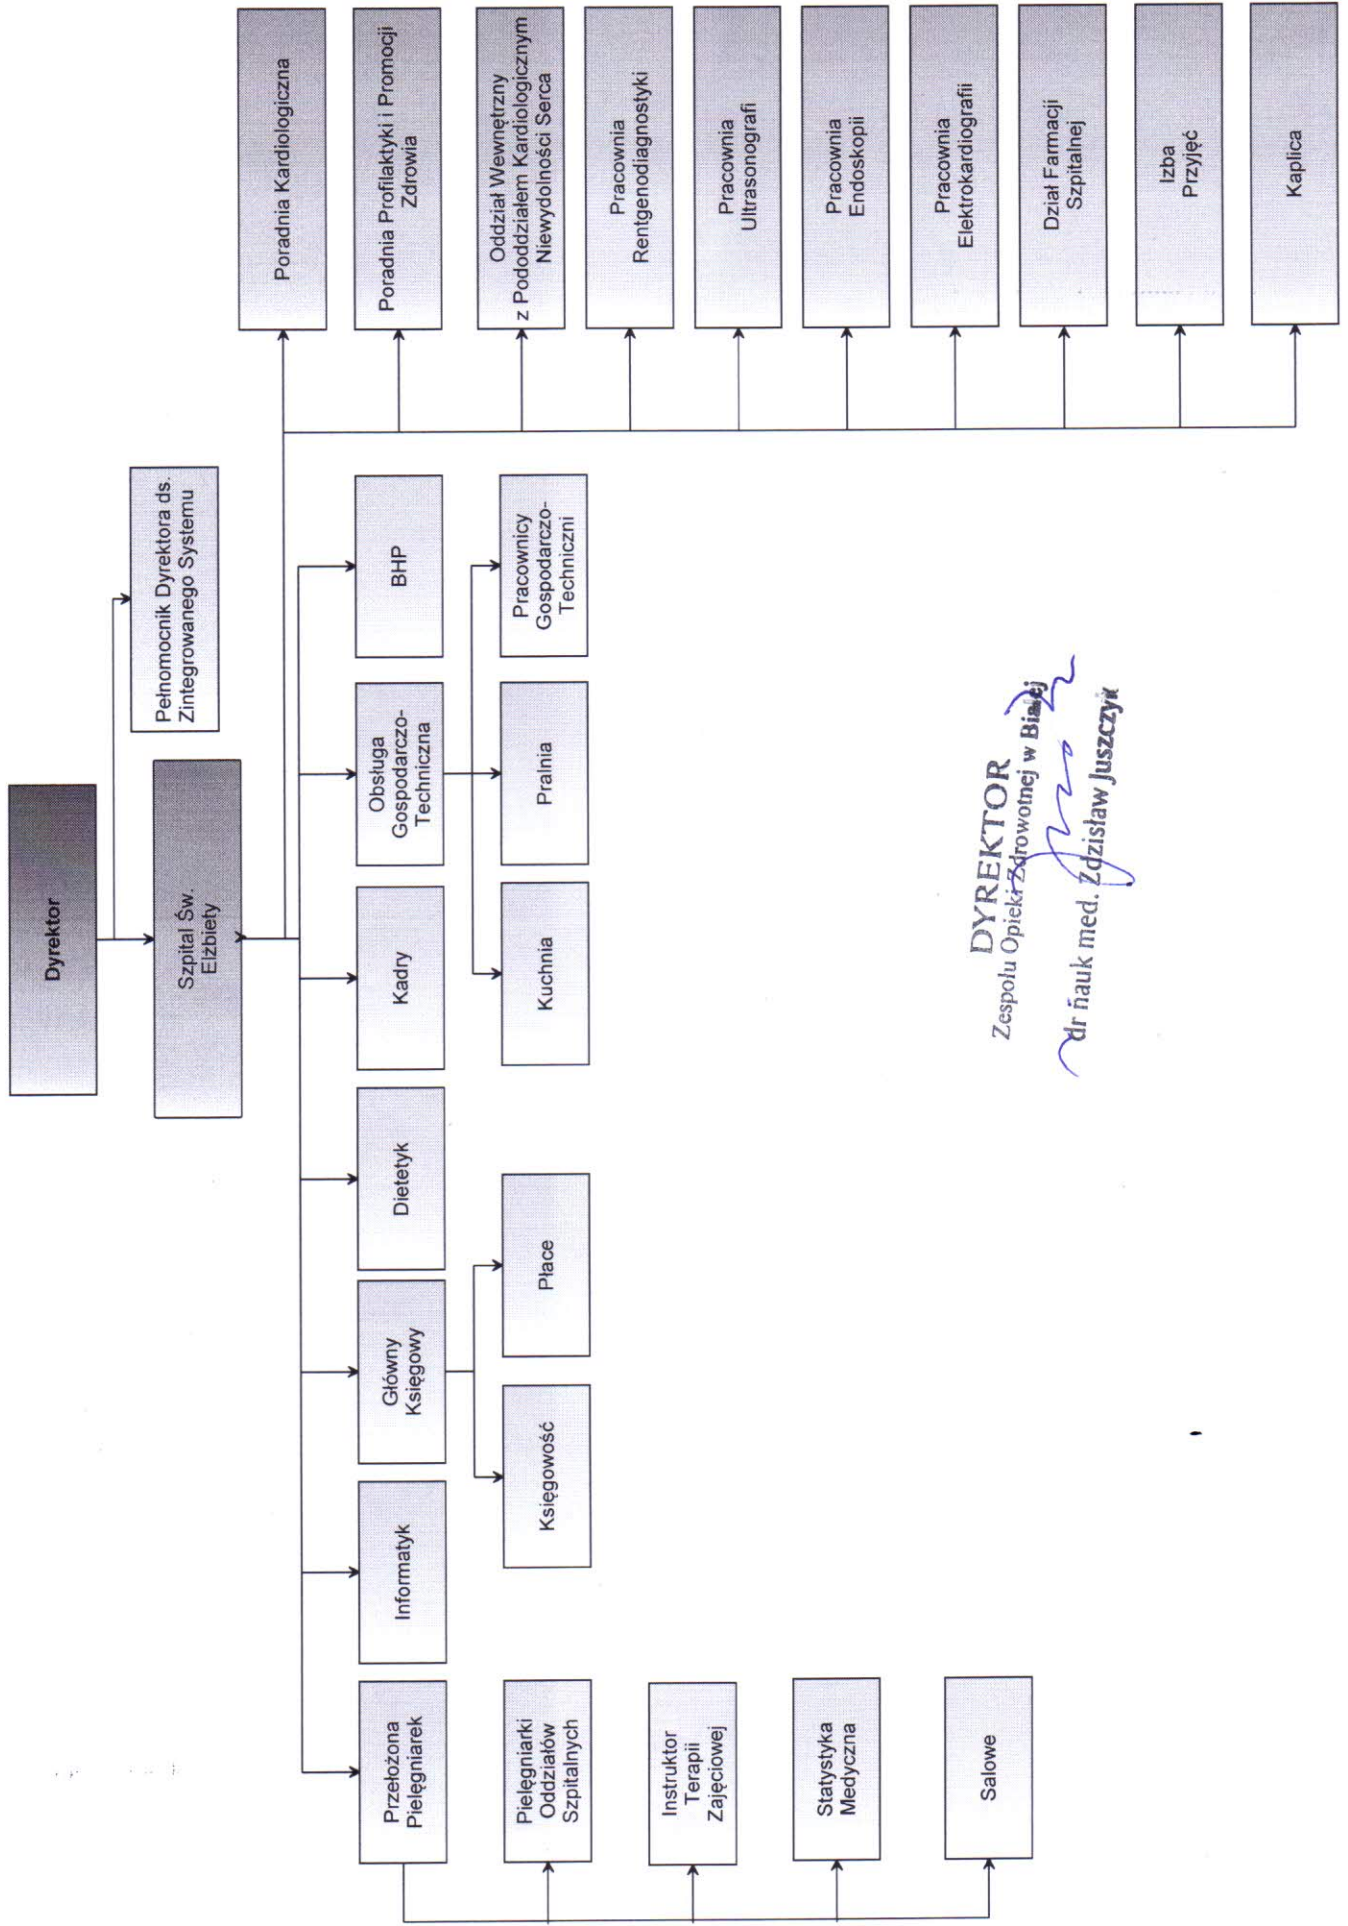 Dyrektor
Pełnomocnik Dyrektora ds.
Zintegrowanego Systemu
Szpital Św.
Elżbiety
Przełożona
Pielęgniarek
Informatyk
Główny
Księgowy
Dietetyk
Kadry
Obsługa
Gospodarczo-
Techniczna
BHP
Pielęgniarki
Oddziałów
Szpitalnych
Instruktor
Terapii
Zajęciowej
Statystyka
Medyczna
Salowe
Księgowość
Płace
Kuchnia
Pralnia
Pracownicy
Gospodarczo-
Techniczni
Poradnia Kardiologiczna
Poradnia Profilaktyki i Promocji
Zdrowia
Oddział Wewnętrzny
z Pododdziałem Kardiologicznym
Niewydolności Serca
Pracownia
Rentgenodiagnostyki
Pracownia
Ultrasonografi
Pracownia
Endoskopii
Pracownia
Elektrokardiografii
Dział Farmacji
Szpitalnej
Izba
Przyjęć
Kaplica
DYREKTOR
Zespołu Opieki Zdrowotnej w Białej
dr nauk med. Zdzisław Juszczyk